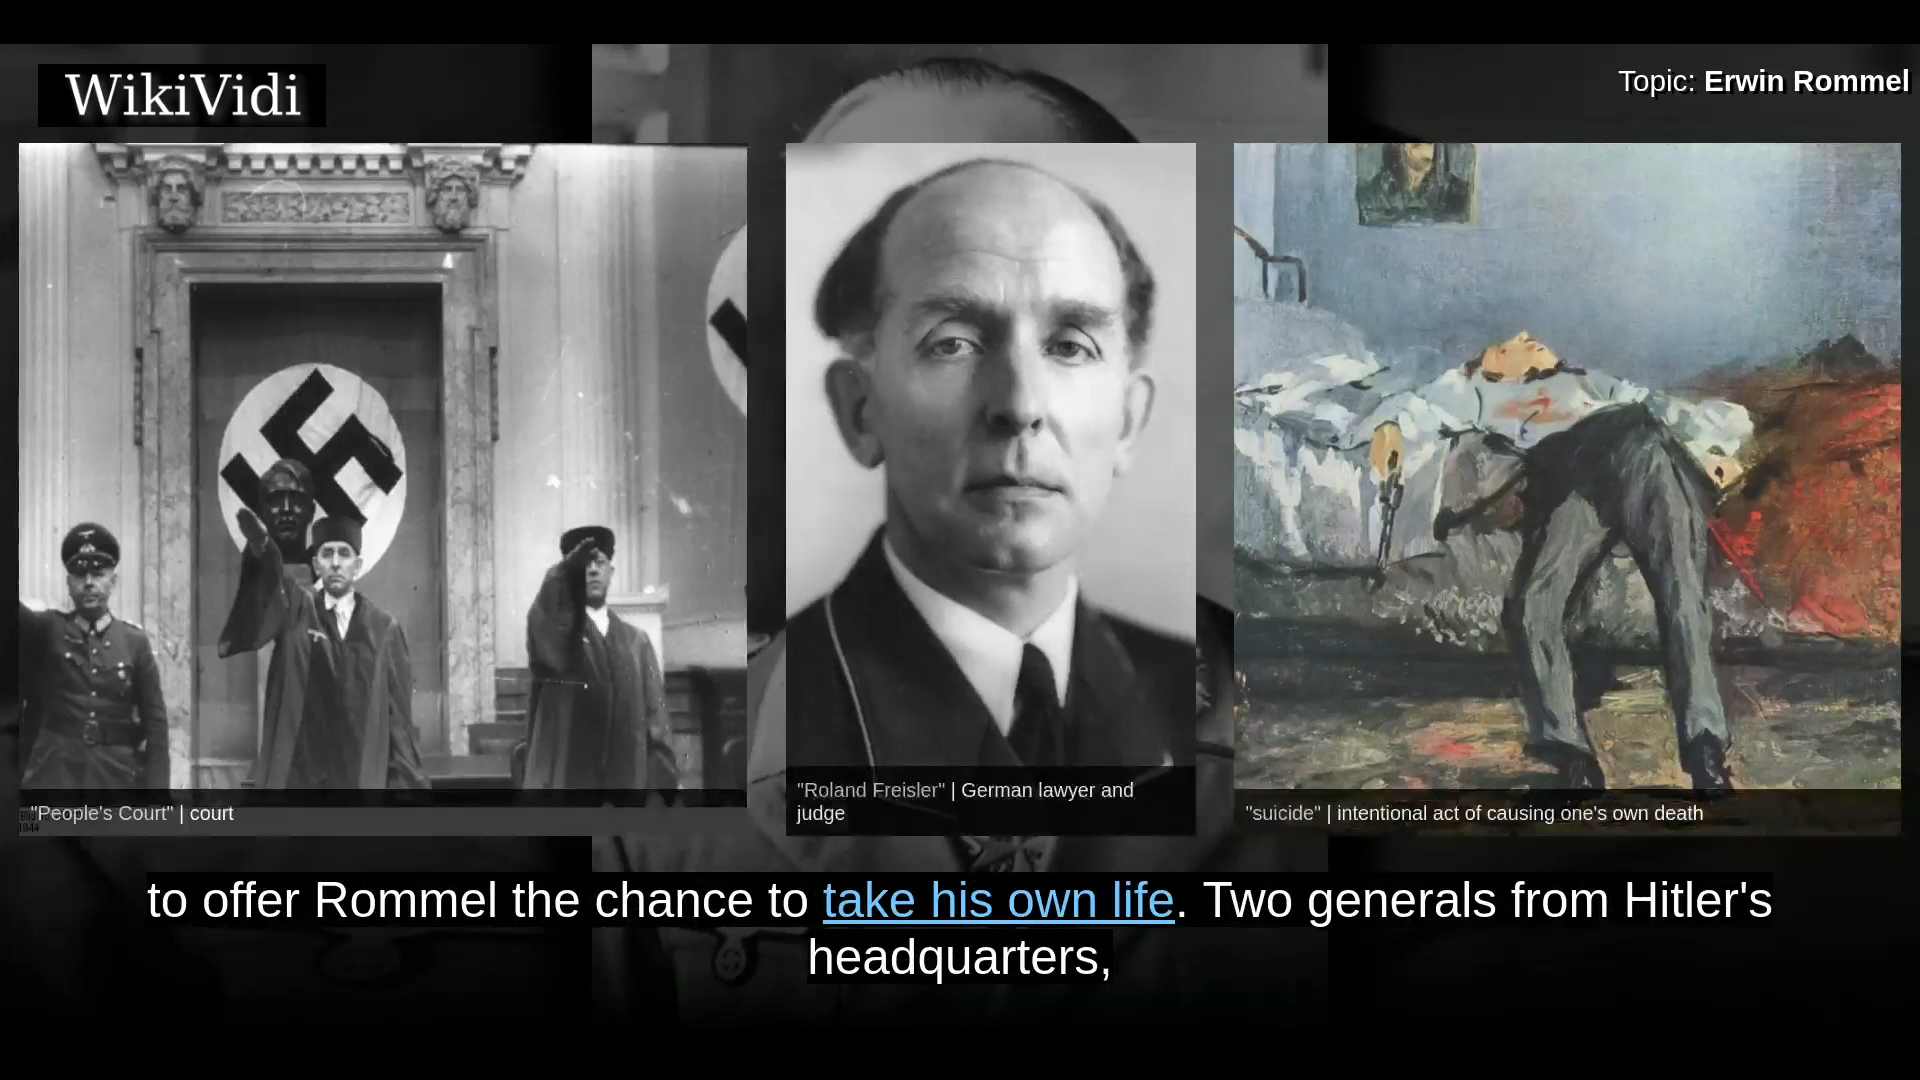 WikiVidi
Topic: Erwin Rommel
"People's Court" | court
"Roland Freisler" | German lawyer and
judge
"suicide" | intentional act of causing one's own death
to offer Rommel the chance to take his own life. Two generals from Hitler's
headquarters,